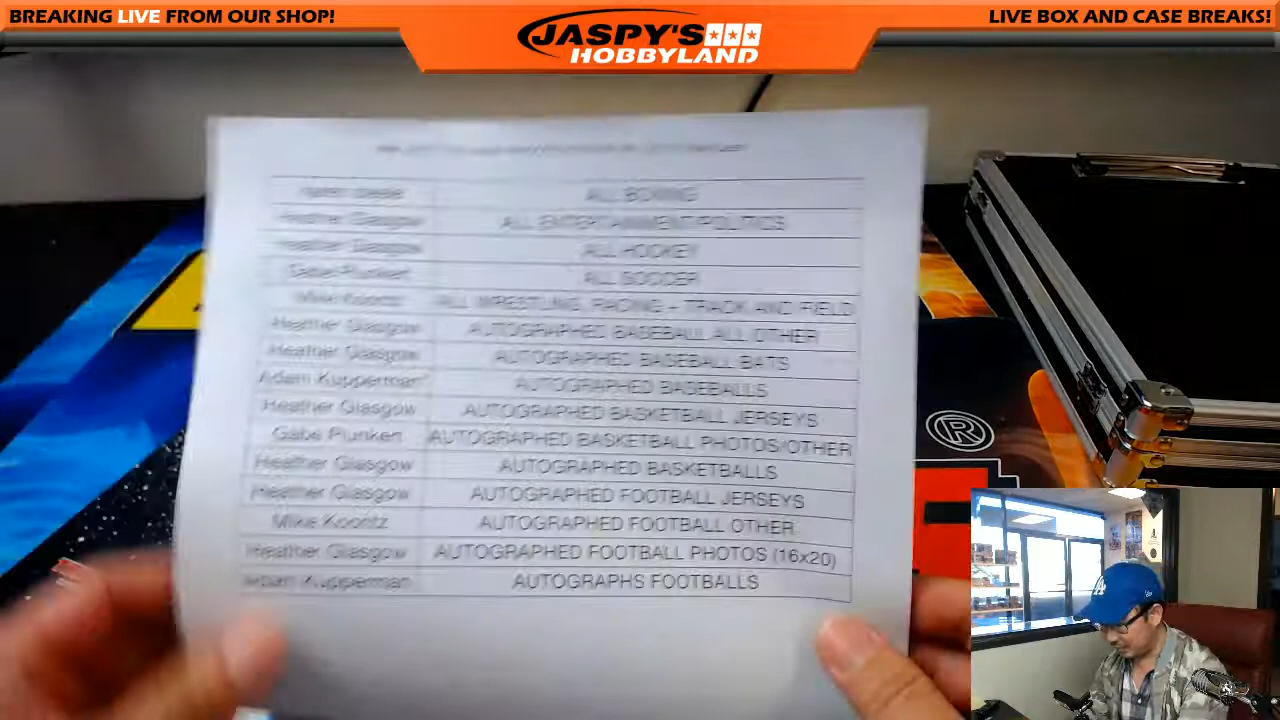 BREAKING LIVE FROM OUR SHOP!
JASPY'S
HOBBYLAND
LIVE BOX AND CASE BREAKS!
ALL BOXING
Heather Glasgow ALL ENTERTAINMENT/POLITICS
Heather Glasgow ALL HOCKEY
Gabe Plunkert ALL SOCCER
Mike Koontz ALL WRESTLING, RACING + TRACK AND FIELD
Heather Glasgow AUTOGRAPHED BASEBALL ALL OTHER
Heather Glasgow AUTOGRAPHED BASEBALL BATS
Adam Kupperman AUTOGRAPHED BASEBALLS
Heather Glasgow AUTOGRAPHED BASKETBALL JERSEYS
Gabe Plunkert AUTOGRAPHED BASKETBALL PHOTOS/OTHER
Heather Glasgow AUTOGRAPHED BASKETBALLS
Heather Glasgow AUTOGRAPHED FOOTBALL JERSEYS
Mike Koontz AUTOGRAPHED FOOTBALL OTHER
Heather Glasgow AUTOGRAPHED FOOTBALL PHOTOS (16x20)
Adam Kupperman AUTOGRAPHS FOOTBALLS
®